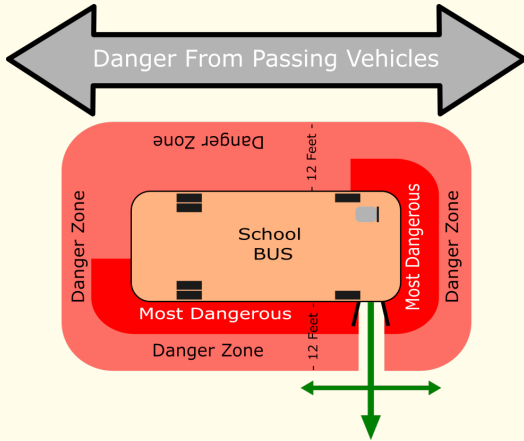 Danger From Passing Vehicles
Danger Zone
- 12 Feet -
Danger Zone
School
BUS
Most Dangerous
Danger Zone
Most Dangerous
Danger Zone
- 12 Feet -